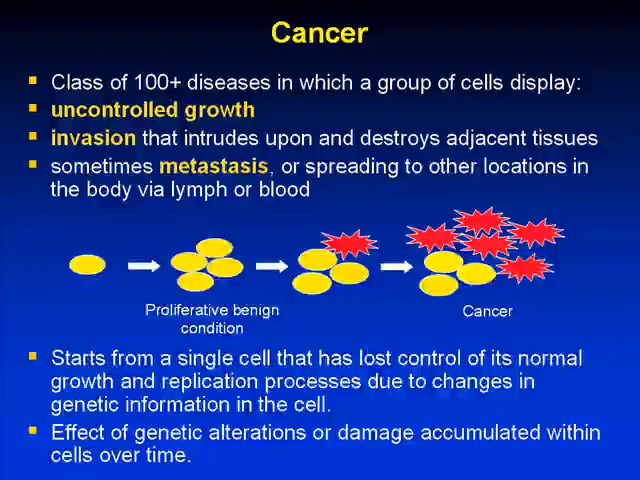 Cancer
Class of 100+ diseases in which a group of cells display:
uncontrolled growth
invasion that intrudes upon and destroys adjacent tissues
sometimes metastasis, or spreading to other locations in
the body via lymph or blood
Proliferative benign
condition
Cancer
Starts from a single cell that has lost control of its normal
growth and replication processes due to changes in
genetic information in the cell.
Effect of genetic alterations or damage accumulated within
cells over time.